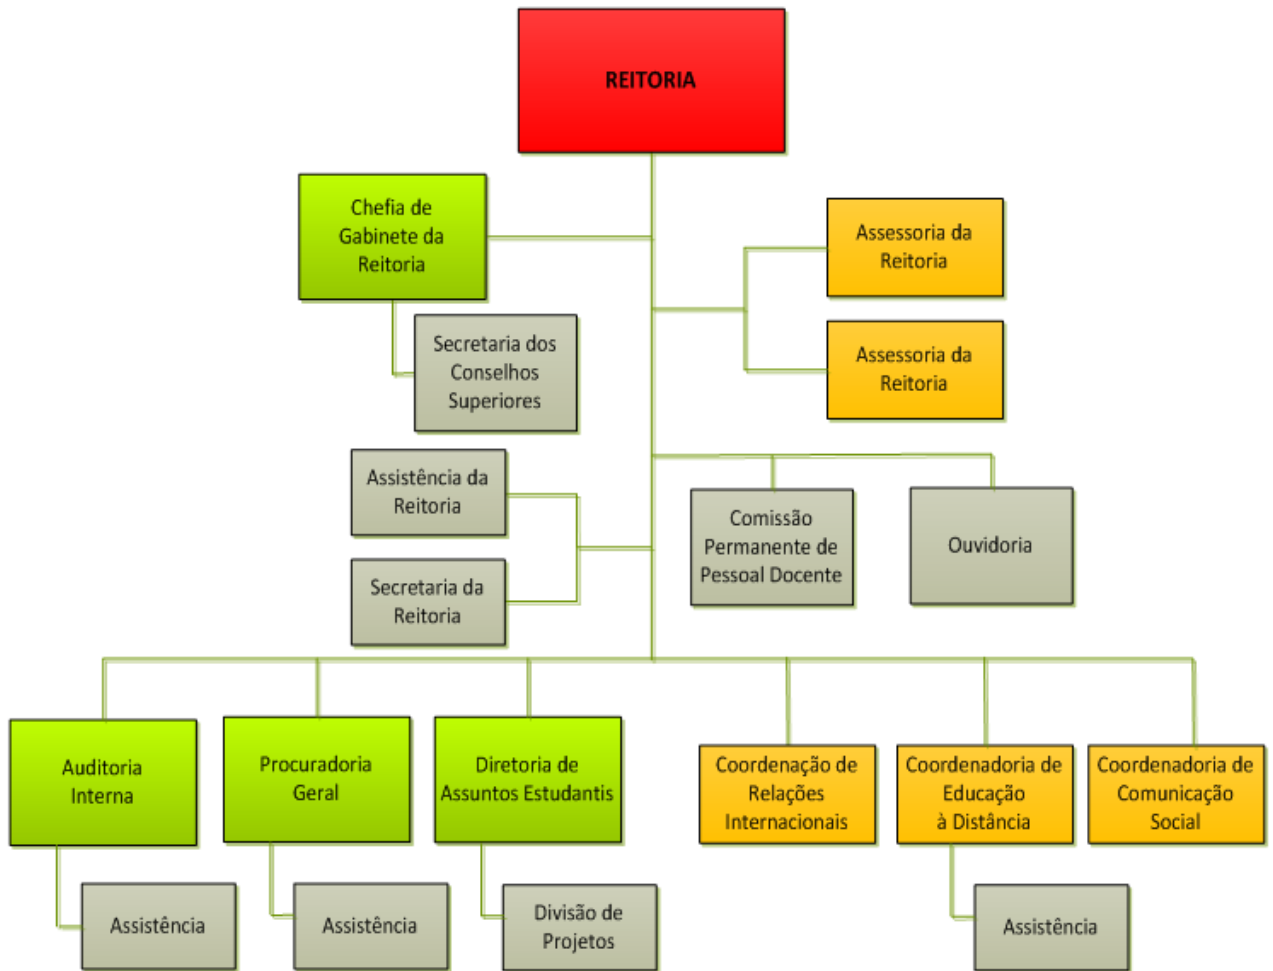 REITORIA
Chefia de
Gabinete da
Reitoria
Assessoria da
Reitoria
Secretaria dos
Conselhos
Superiores
Assessoria da
Reitoria
Assistência da
Reitoria
Comissão
Permanente de
Pessoal Docente
Ouvidoria
Secretaria da
Reitoria
Auditoria
Interna
Procuradoria
Geral
Diretoria de
Assuntos Estudantis
Coordenação de
Relações
Internacionais
Coordenadoria de
Educação
à Distância
Coordenadoria de
Comunicação
Social
Assistência
Assistência
Divisão de
Projetos
Assistência